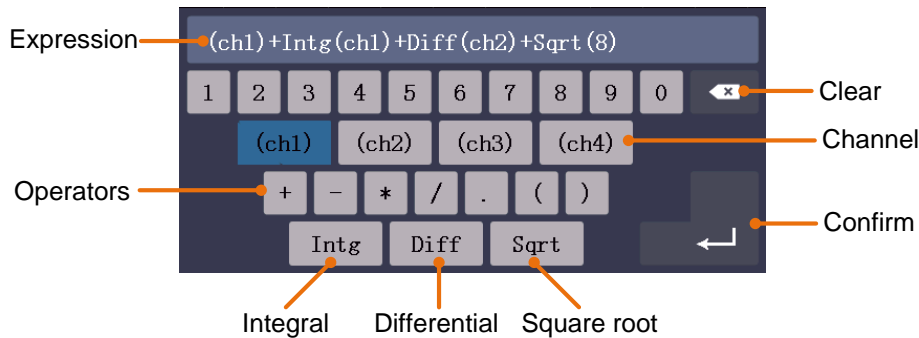 Expression
(ch1)+Intg(ch1)+Diff(ch2)+Sqrt(8)
1 2 3 4 5 6 7 8 9 0
Clear
(ch1) (ch2) (ch3) (ch4)
Channel
Operators
+ - * / . ( )
Confirm
Intg Diff Sqrt
Integral Differential Square root